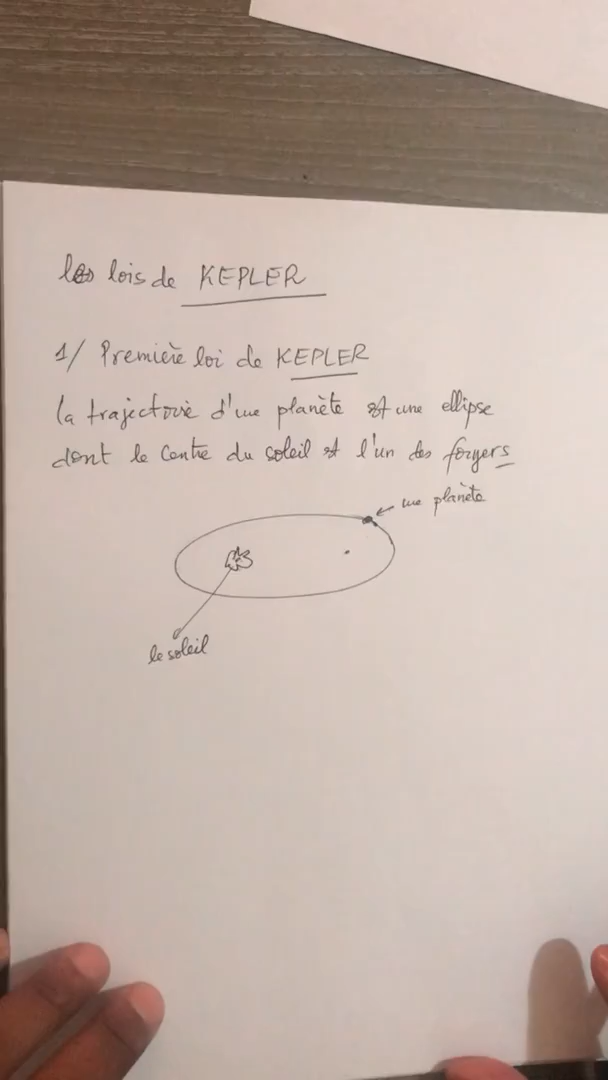 les lois de KEPLER
1/ Première loi de KEPLER
la trajectoire d'une planète est une ellipse
dont le centre du soleil est l'un des foryers
une planète
le soleil